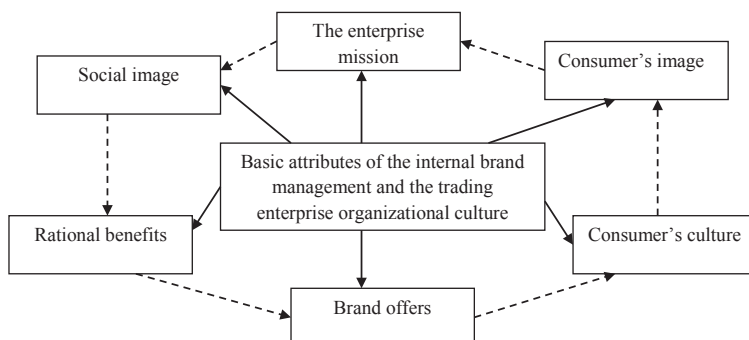 The enterprise
mission
Social image
Consumer's image
Basic attributes of the internal brand
management and the trading
enterprise organizational culture
Rational benefits
Consumer's culture
Brand offers